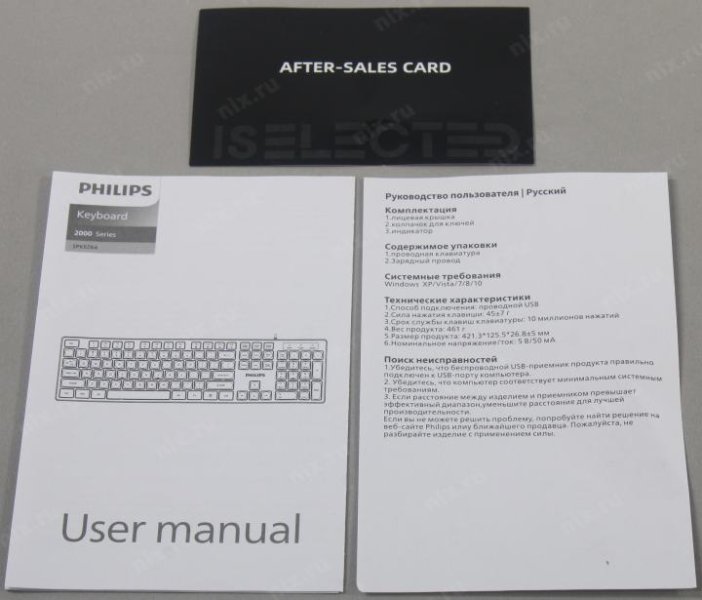 AFTER-SALES CARD
ISELECTED
PHILIPS
Keyboard
2000 Series
SPK6264
User manual
Руководство пользователя | Русский
Комплектация
1.лицевая крышка
2 колпачок для ключей
3.индикатор
Содержимое упаковки
1.проводная клавиатура
2.Зарядный провод
Системные требования
Windows XP/Vista/7/8/10
Технические характеристики
1.Способ подключения: проводной USB
2.Сила нажатия клавиши: 45±7 г
3.Срок службы клавиш клавиатуры: 10 миллионов нажатий
4.Вес продукта: 461 г
5.Размер продукта: 421.3*125.5*26.8±5 мм
6.Номинальное напряжение/ток: 5 В/50 мА
Поиск неисправностей
1.Убедитесь, что беспроводной USB-приемник продукта правильно
подключен к USB-порту компьютера.
2. Убедитесь, что компьютер соответствует минимальным системным
требованиям.
3. Если расстояние между изделием и приемником превышает
эффективный диапазон,уменьшите расстояние для лучшей
производительности.
Если вы не можете решить проблему, попробуйте найти решение на
веб-сайте Philips илиу ближайшего продавца. Пожалуйста, не
разбирайте изделие с применением силы.
nix.ru